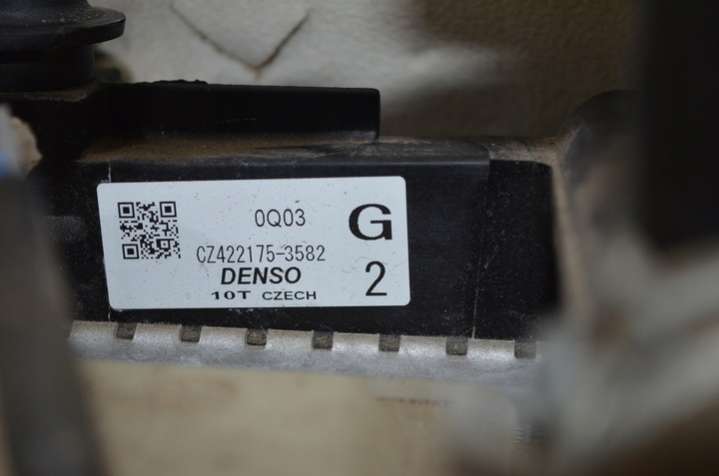 0Q03
G
CZ422175-3582
DENSO
2
10T CZECH